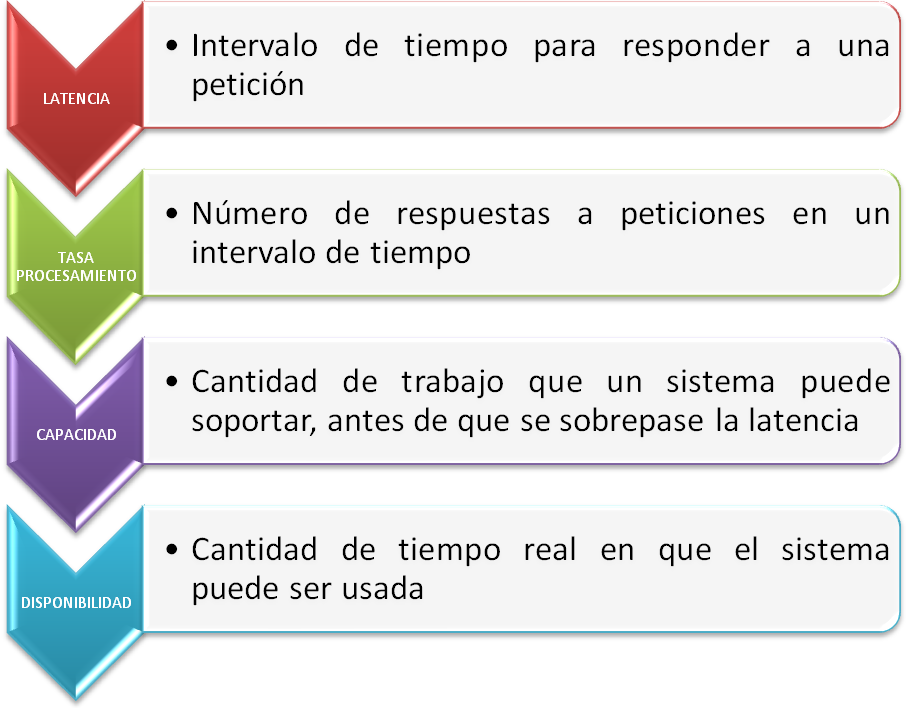 LATENCIA
• Intervalo de tiempo para responder a una
petición
TASA
PROCESAMIENTO
• Número de respuestas a peticiones en un
intervalo de tiempo
CAPACIDAD
• Cantidad de trabajo que un sistema puede
soportar, antes de que se sobrepase la latencia
DISPONIBILIDAD
• Cantidad de tiempo real en que el sistema
puede ser usada